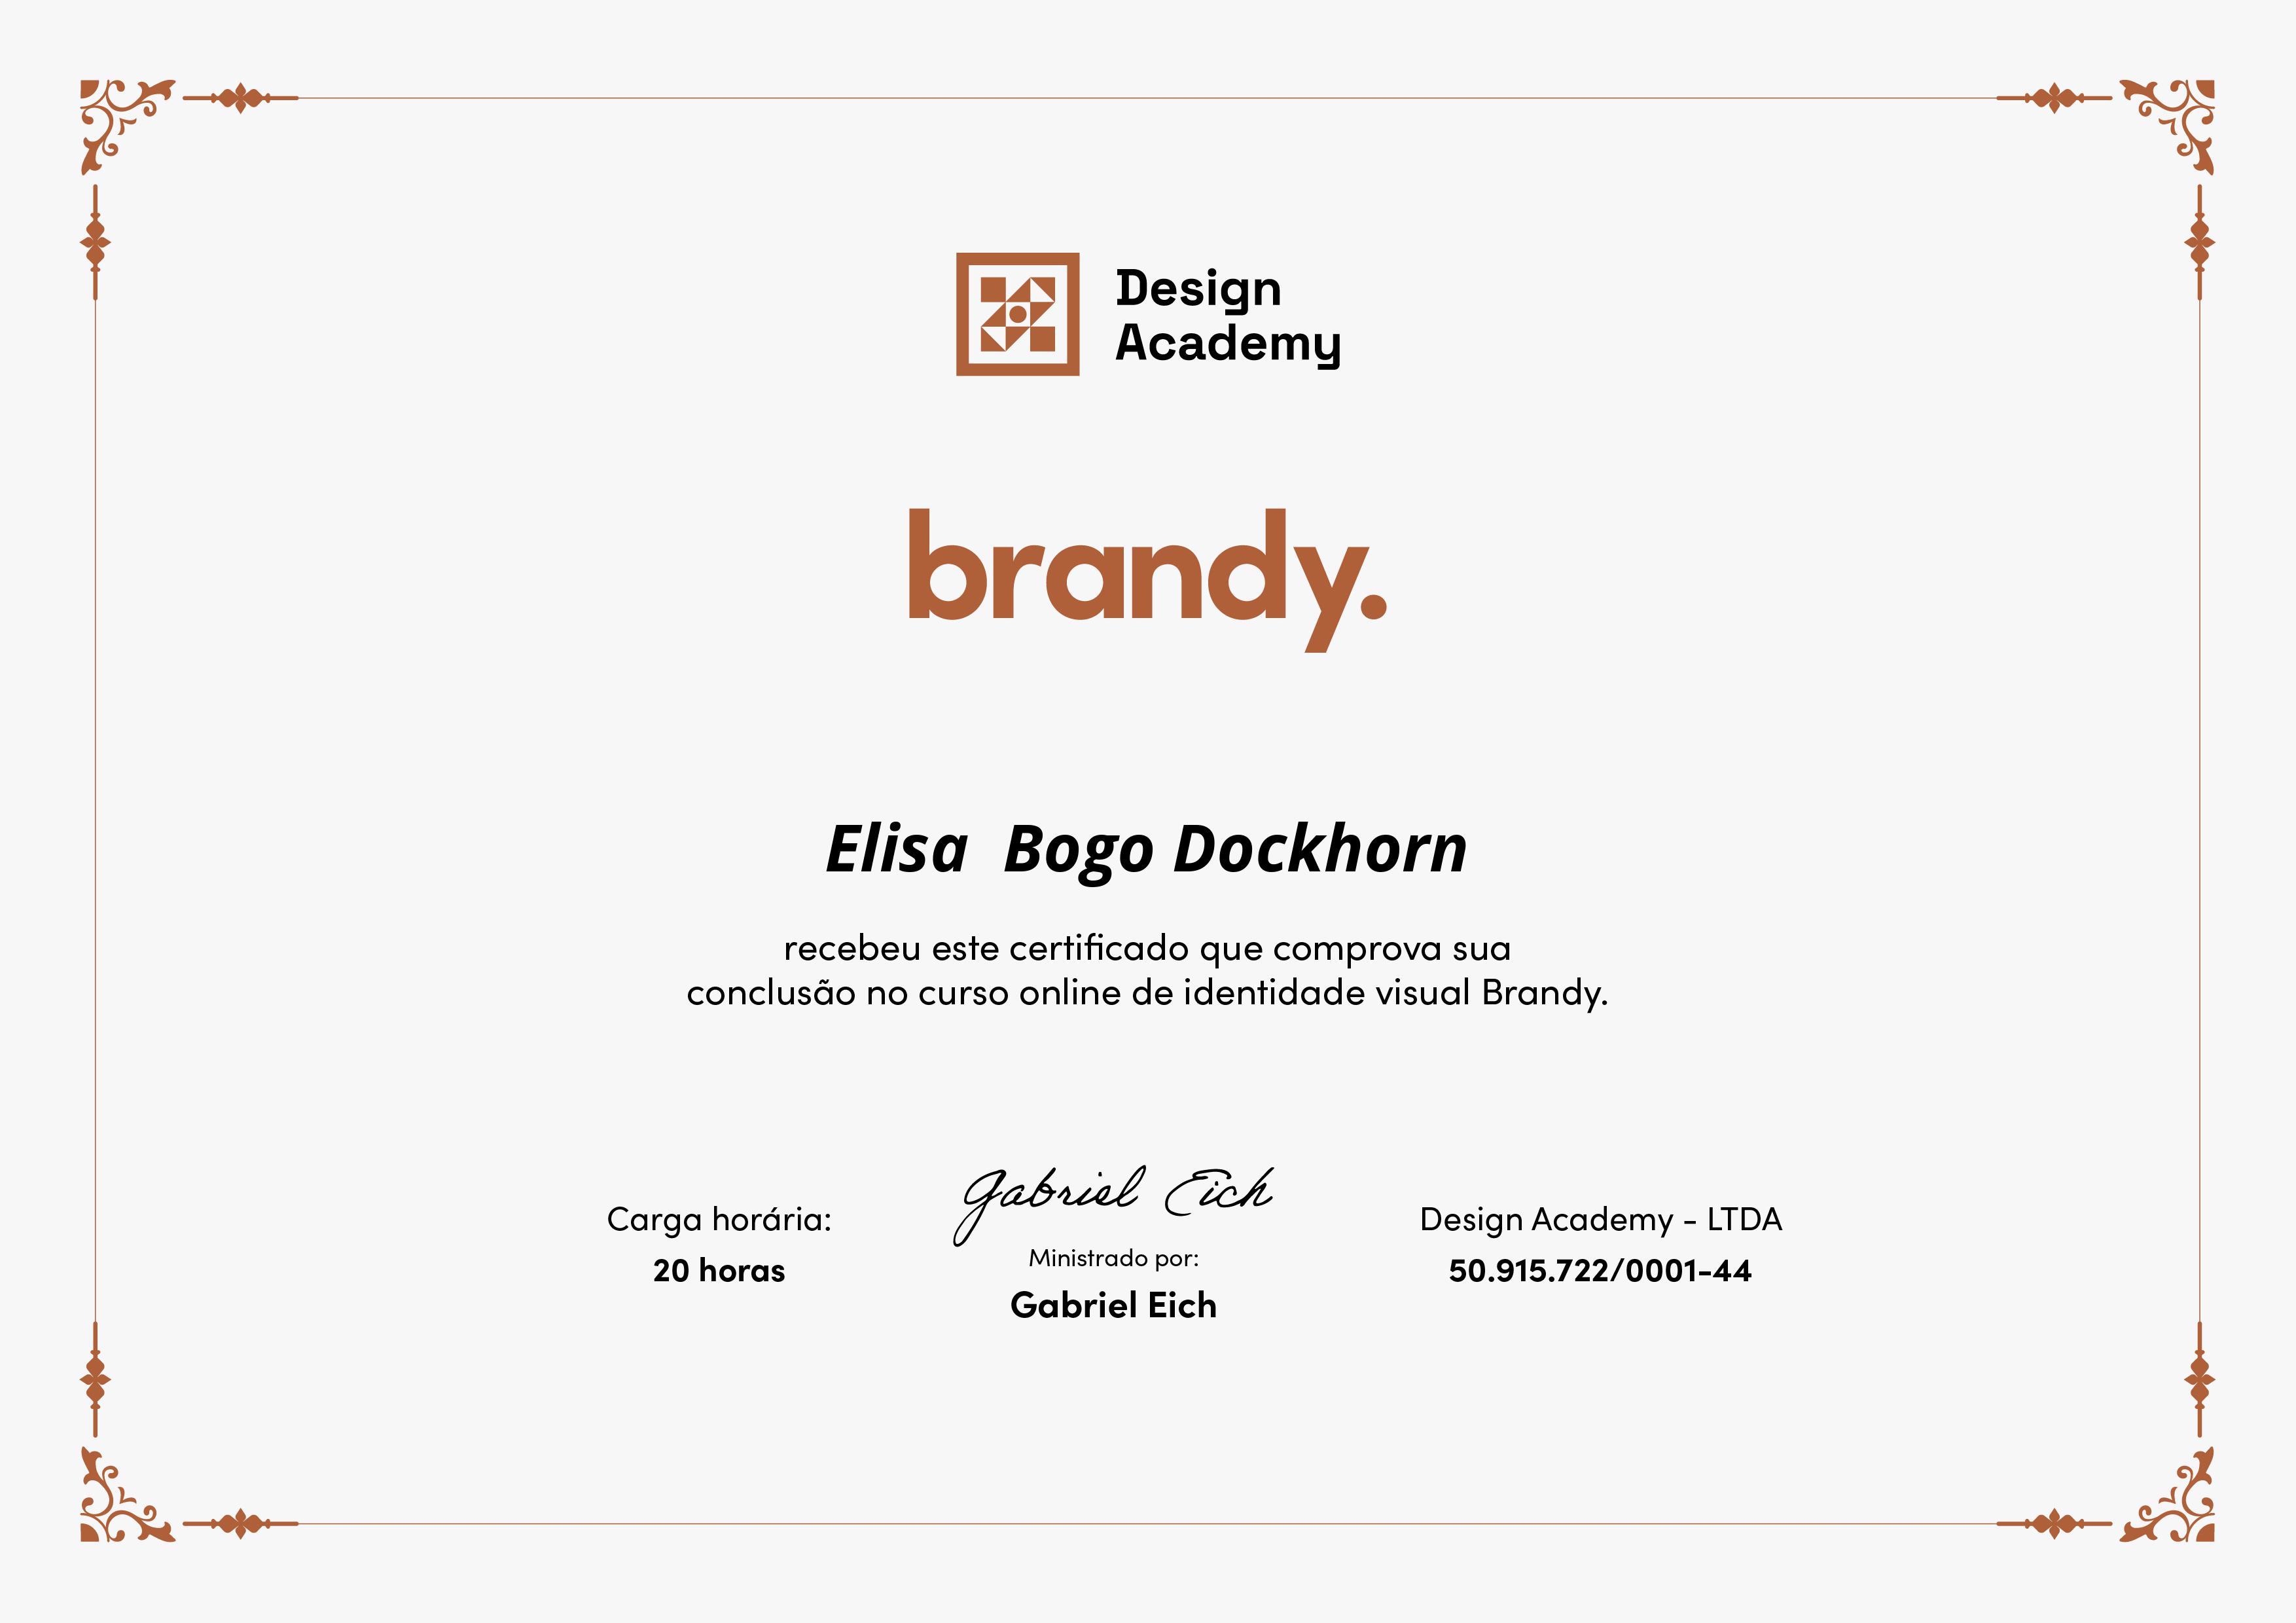 Design
Academy
brandy.
Elisa  Bogo Dockhorn
recebeu este certificado que comprova sua
conclusão no curso online de identidade visual Brandy.
Gabriel Eich
Carga horária:
20 horas
Ministrado por:
Gabriel Eich
Design Academy - LTDA
50.915.722/0001-44